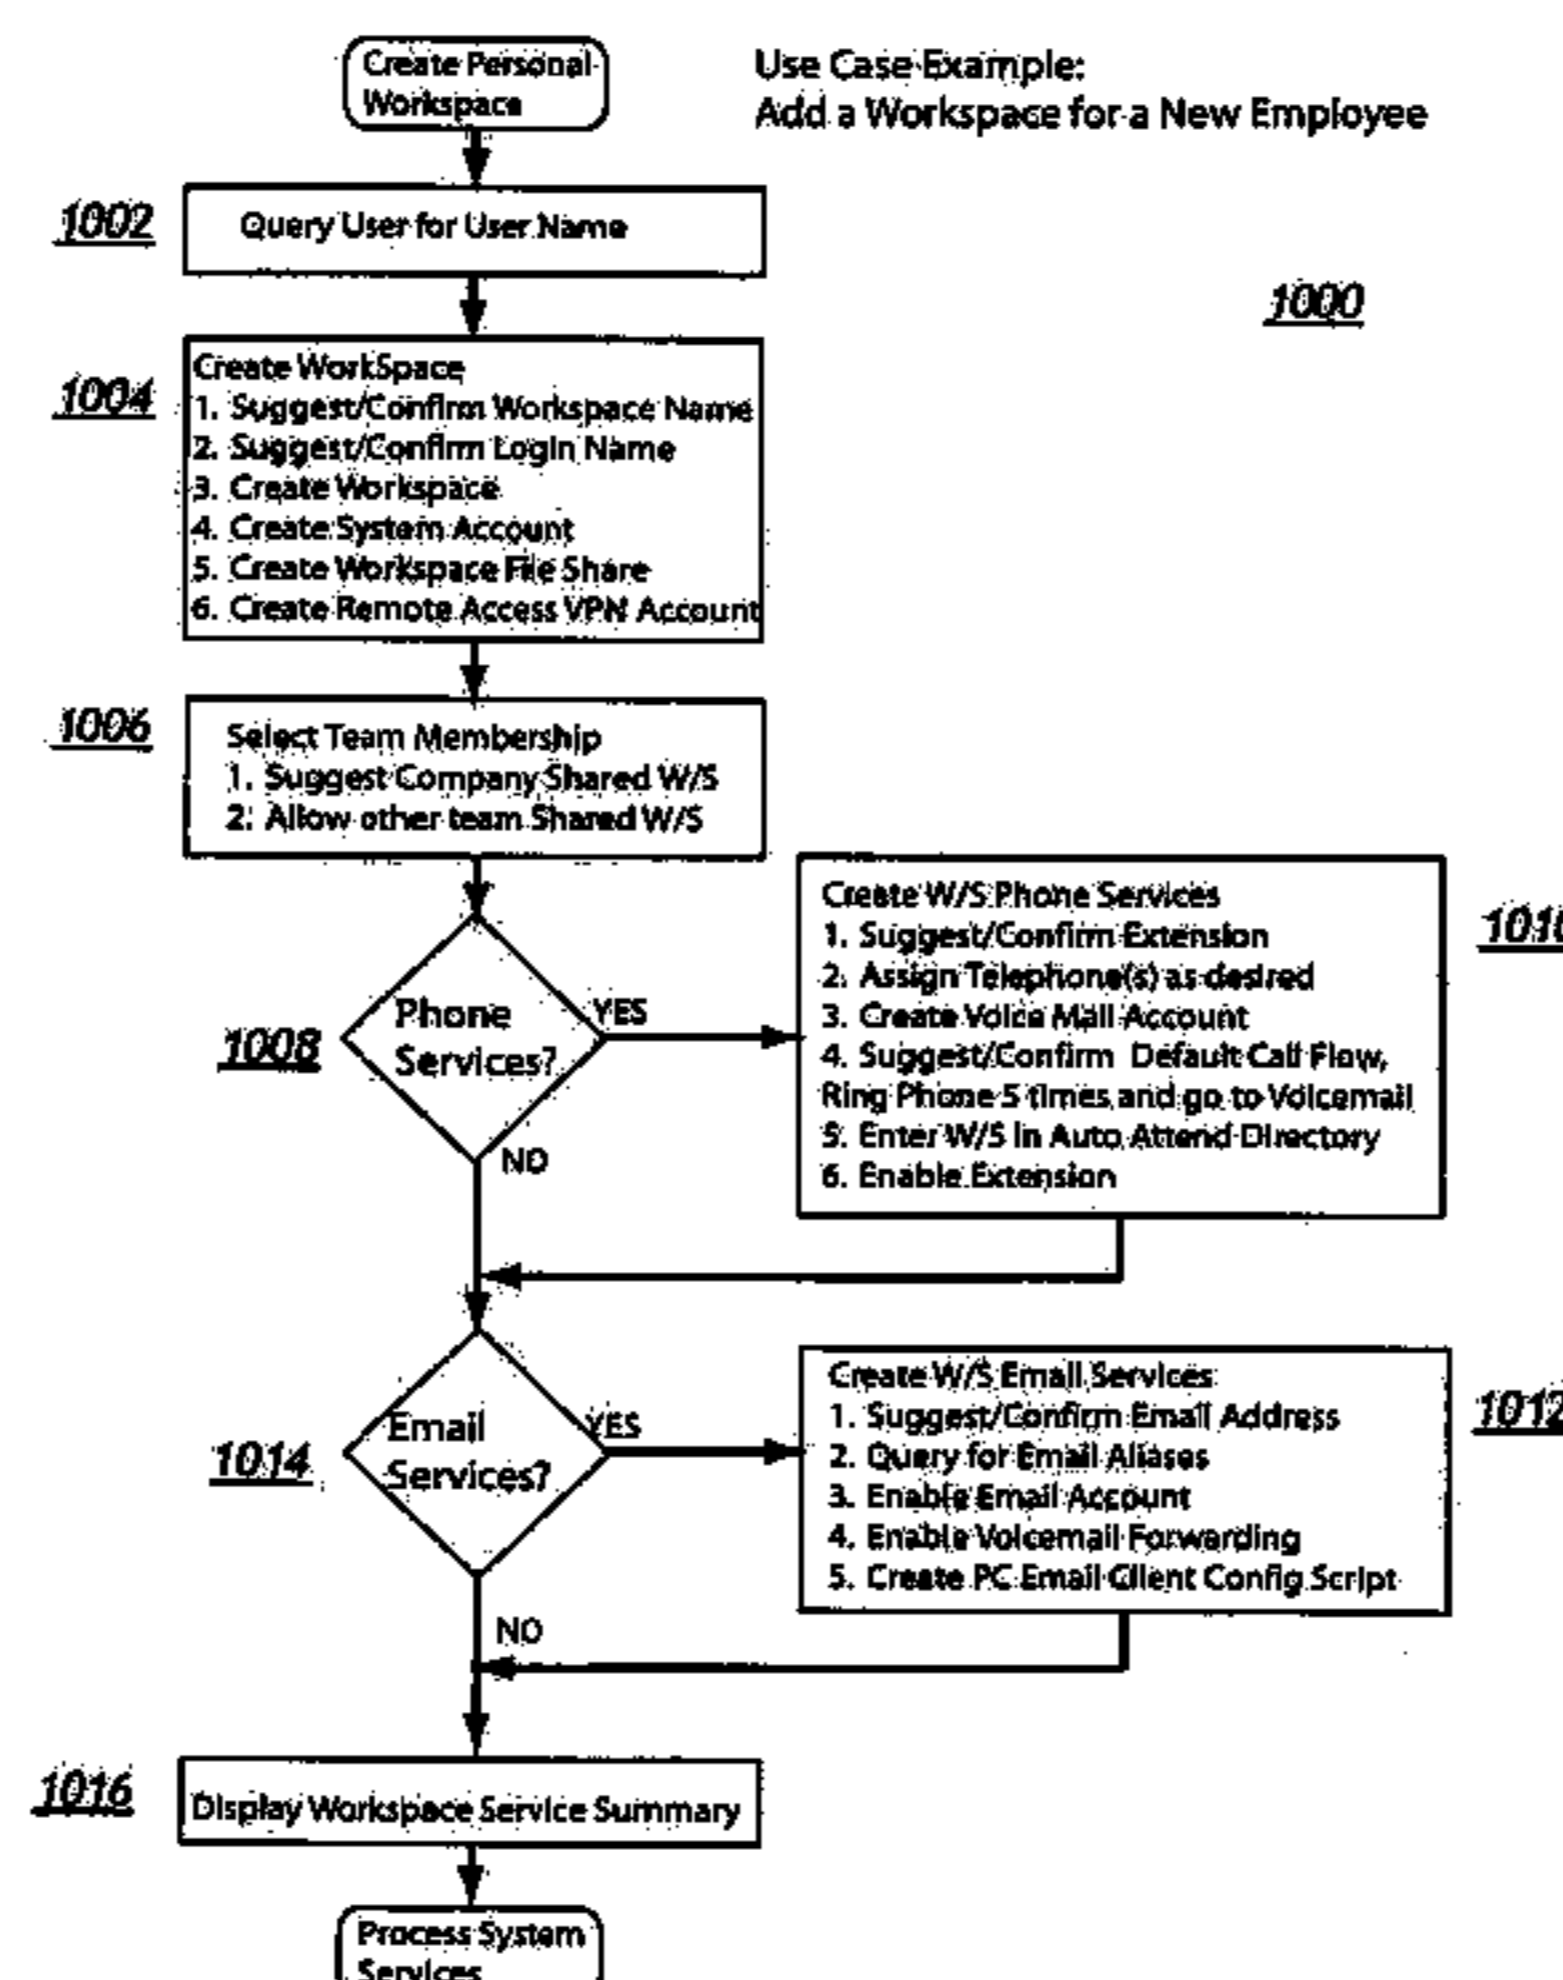 Create Personal
Workspace
Use Case Example:
Add a Workspace for a New Employee
1002
Query User for User Name
1000
1004
Create WorkSpace
1. Suggest/Confirm Workspace Name
2. Suggest/Confirm Login Name
3. Create Workspace
4. Create System Account
5. Create Workspace File Share
6. Create Remote Access VPN Account
1006
Select Team Membership
1. Suggest Company Shared W/S
2. Allow other team Shared W/S
1008
Phone
Services?
YES
NO
Create W/S Phone Services
1. Suggest/Confirm Extension
2. Assign Telephone(s) as desired
3. Create Voice Mail Account
4. Suggest/Confirm Default Call Flow,
Ring Phone 5 times and go to Voicemail
5. Enter W/S in Auto Attend Directory
6. Enable Extension
1010
1014
Email
Services?
YES
NO
Create W/S Email Services
1. Suggest/Confirm Email Address
2. Query for Email Aliases
3. Enable Email Account
4. Enable Voicemail Forwarding
5. Create PC Email Client Config Script
1012
1016
Display Workspace Service Summary
Process System
Services